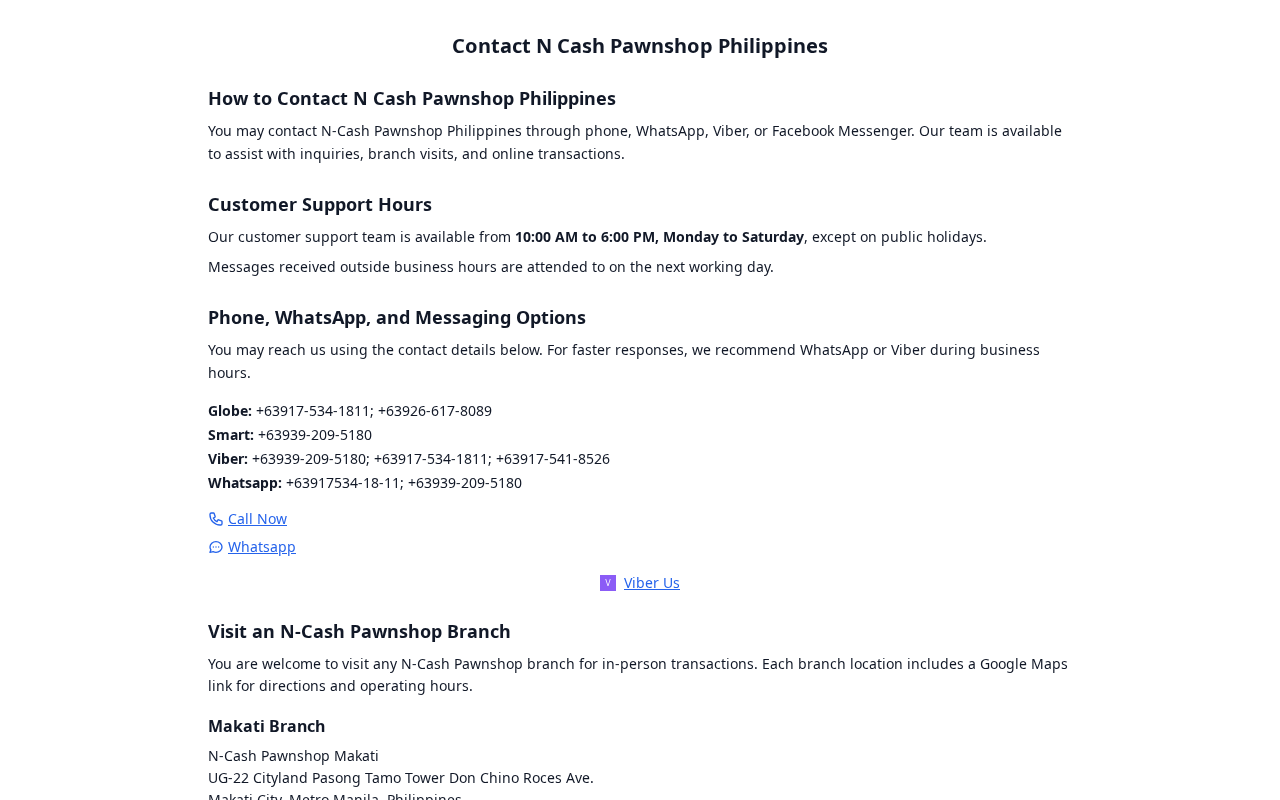 Contact N Cash Pawnshop Philippines
How to Contact N Cash Pawnshop Philippines
You may contact N-Cash Pawnshop Philippines through phone, WhatsApp, Viber, or Facebook Messenger. Our team is available
to assist with inquiries, branch visits, and online transactions.
Customer Support Hours
Our customer support team is available from 10:00 AM to 6:00 PM, Monday to Saturday, except on public holidays.
Messages received outside business hours are attended to on the next working day.
Phone, WhatsApp, and Messaging Options
You may reach us using the contact details below. For faster responses, we recommend WhatsApp or Viber during business
hours.
Globe: +63917-534-1811; +63926-617-8089
Smart: +63939-209-5180
Viber: +63939-209-5180; +63917-534-1811; +63917-541-8526
Whatsapp: +63917534-18-11; +63939-209-5180
Call Now
Whatsapp
V Viber Us
Visit an N-Cash Pawnshop Branch
You are welcome to visit any N-Cash Pawnshop branch for in-person transactions. Each branch location includes a Google Maps
link for directions and operating hours.
Makati Branch
N-Cash Pawnshop Makati
UG-22 Cityland Pasong Tamo Tower Don Chino Roces Ave.
Makati City, Metro Manila, Philippines